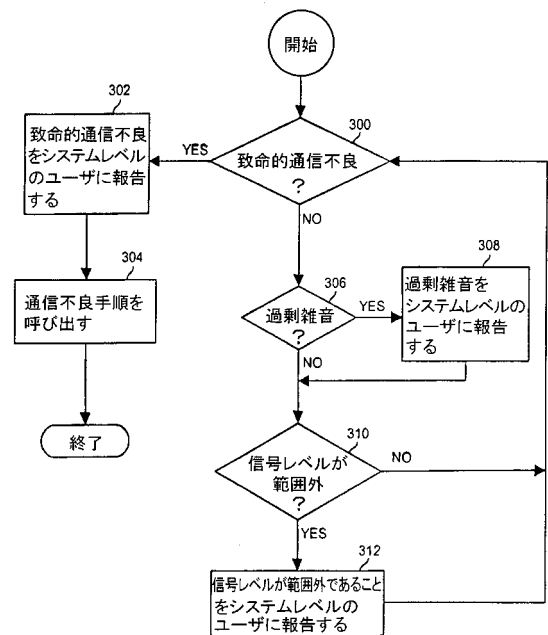 開始
300
致命的通信不良
?
YES
NO
302
致命的通信不良
をシステムレベル
のユーザに報告
する
304
通信不良手順を
呼び出す
終了
306
過剰雑音
?
YES
NO
308
過剰雑音を
システムレベルの
ユーザに報告
する
310
信号レベルが
範囲外
?
NO
YES
312
信号レベルが範囲外であること
をシステムレベルの
ユーザに報告する